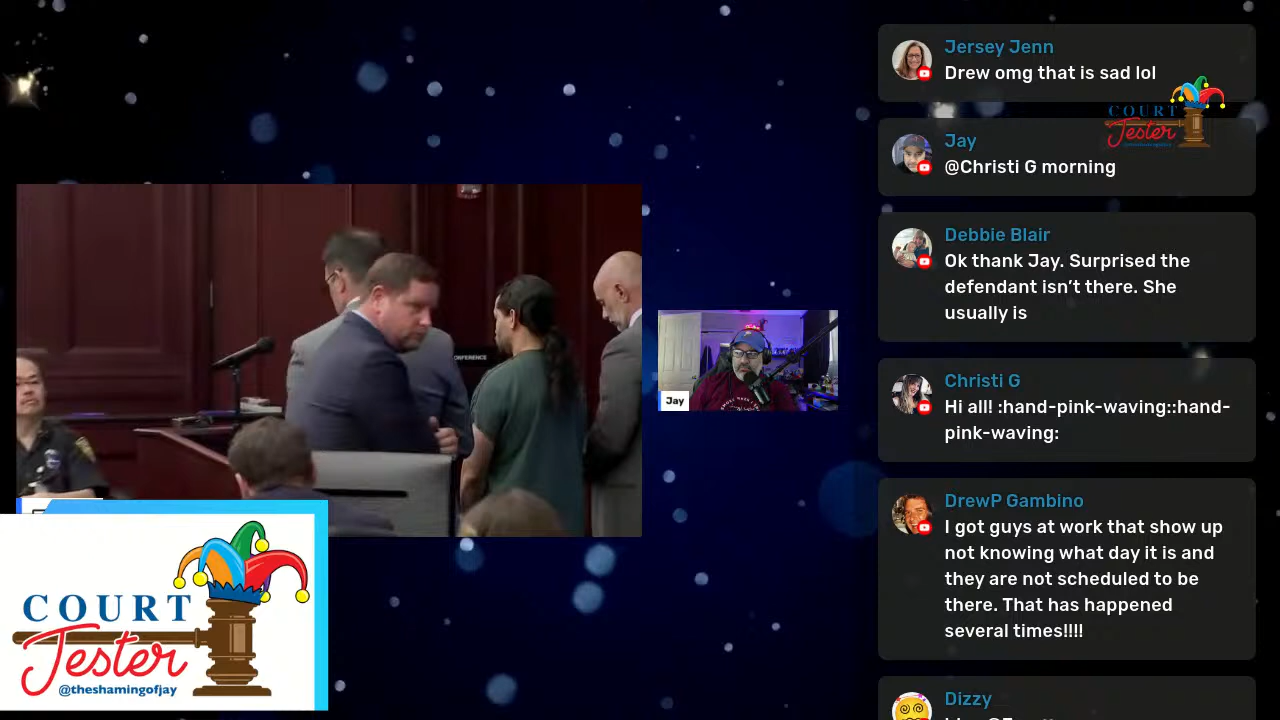 Jersey Jenn
Drew omg that is sad lol
COURT
Jester
@theshamingofjay
Jay
@Christi G morning
Debbie Blair
Ok thank Jay. Surprised the
defendant isn’t there. She
usually is
Christi G
Hi all! :hand-pink-waving::hand-
pink-waving:
DrewP Gambino
I got guys at work that show up
not knowing what day it is and
they are not scheduled to be
there. That has happened
several times!!!!
Dizzy
Jay
COURT
Jester
@theshamingofjay